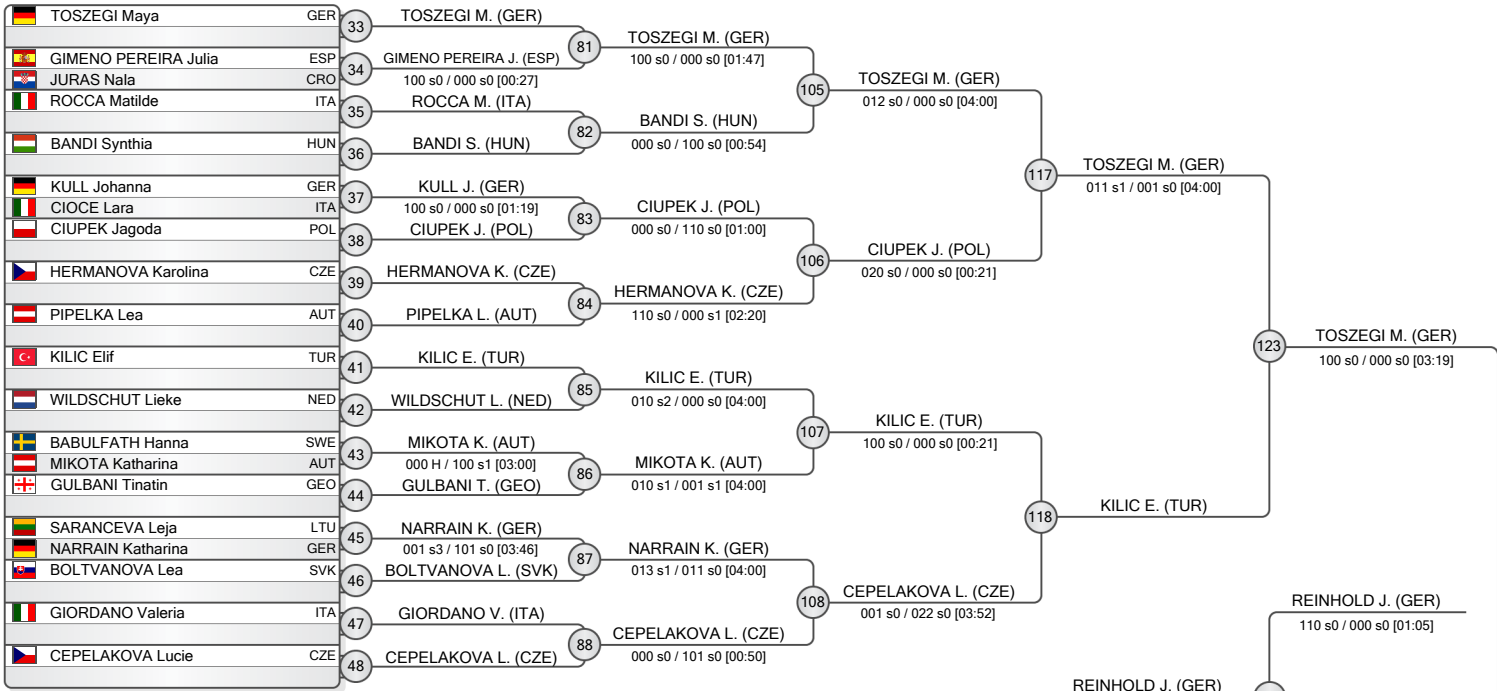 TOSZEGI Maya GER
GIMENO PEREIRA Julia ESP
JURAS Nala CRO
ROCCA Matilde ITA
BANDI Synthia HUN
KULL Johanna GER
CIOCE Lara ITA
CIUPEK Jagoda POL
HERMANOVA Karolina CZE
PIPELKA Lea AUT
KILIC Elif TUR
WILDSCHUT Lieke NED
BABULFATH Hanna SWE
MIKOTA Katharina AUT
GULBANI Tinatin GEO
SARANCEVA Leja LTU
NARRAIN Katharina GER
BOLTVANOVA Lea SVK
GIORDANO Valeria ITA
CEPELAKOVA Lucie CZE
33
34
35
36
37
38
39
40
41
42
43
44
45
46
47
48
TOSZEGI M. (GER)
GIMENO PEREIRA J. (ESP)
100 s0 / 000 s0 [00:27]
ROCCA M. (ITA)
BANDI S. (HUN)
KULL J. (GER)
100 s0 / 000 s0 [01:19]
CIUPEK J. (POL)
HERMANOVA K. (CZE)
PIPELKA L. (AUT)
KILIC E. (TUR)
WILDSCHUT L. (NED)
MIKOTA K. (AUT)
000 H / 100 s1 [03:00]
GULBANI T. (GEO)
NARRAIN K. (GER)
001 s3 / 101 s0 [03:46]
BOLTVANOVA L. (SVK)
GIORDANO V. (ITA)
CEPELAKOVA L. (CZE)
81
82
83
84
85
86
87
88
TOSZEGI M. (GER)
100 s0 / 000 s0 [01:47]
BANDI S. (HUN)
000 s0 / 100 s0 [00:54]
CIUPEK J. (POL)
000 s0 / 110 s0 [01:00]
HERMANOVA K. (CZE)
110 s0 / 000 s1 [02:20]
KILIC E. (TUR)
010 s2 / 000 s0 [04:00]
MIKOTA K. (AUT)
010 s1 / 001 s1 [04:00]
NARRAIN K. (GER)
013 s1 / 011 s0 [04:00]
CEPELAKOVA L. (CZE)
000 s0 / 101 s0 [00:50]
105
106
107
108
TOSZEGI M. (GER)
012 s0 / 000 s0 [04:00]
CIUPEK J. (POL)
020 s0 / 000 s0 [00:21]
KILIC E. (TUR)
100 s0 / 000 s0 [00:21]
CEPELAKOVA L. (CZE)
001 s0 / 022 s0 [03:52]
117
118
TOSZEGI M. (GER)
011 s1 / 001 s0 [04:00]
KILIC E. (TUR)
123
TOSZEGI M. (GER)
100 s0 / 000 s0 [03:19]
REINHOLD J. (GER)
110 s0 / 000 s0 [01:05]
REINHOLD J. (GER)